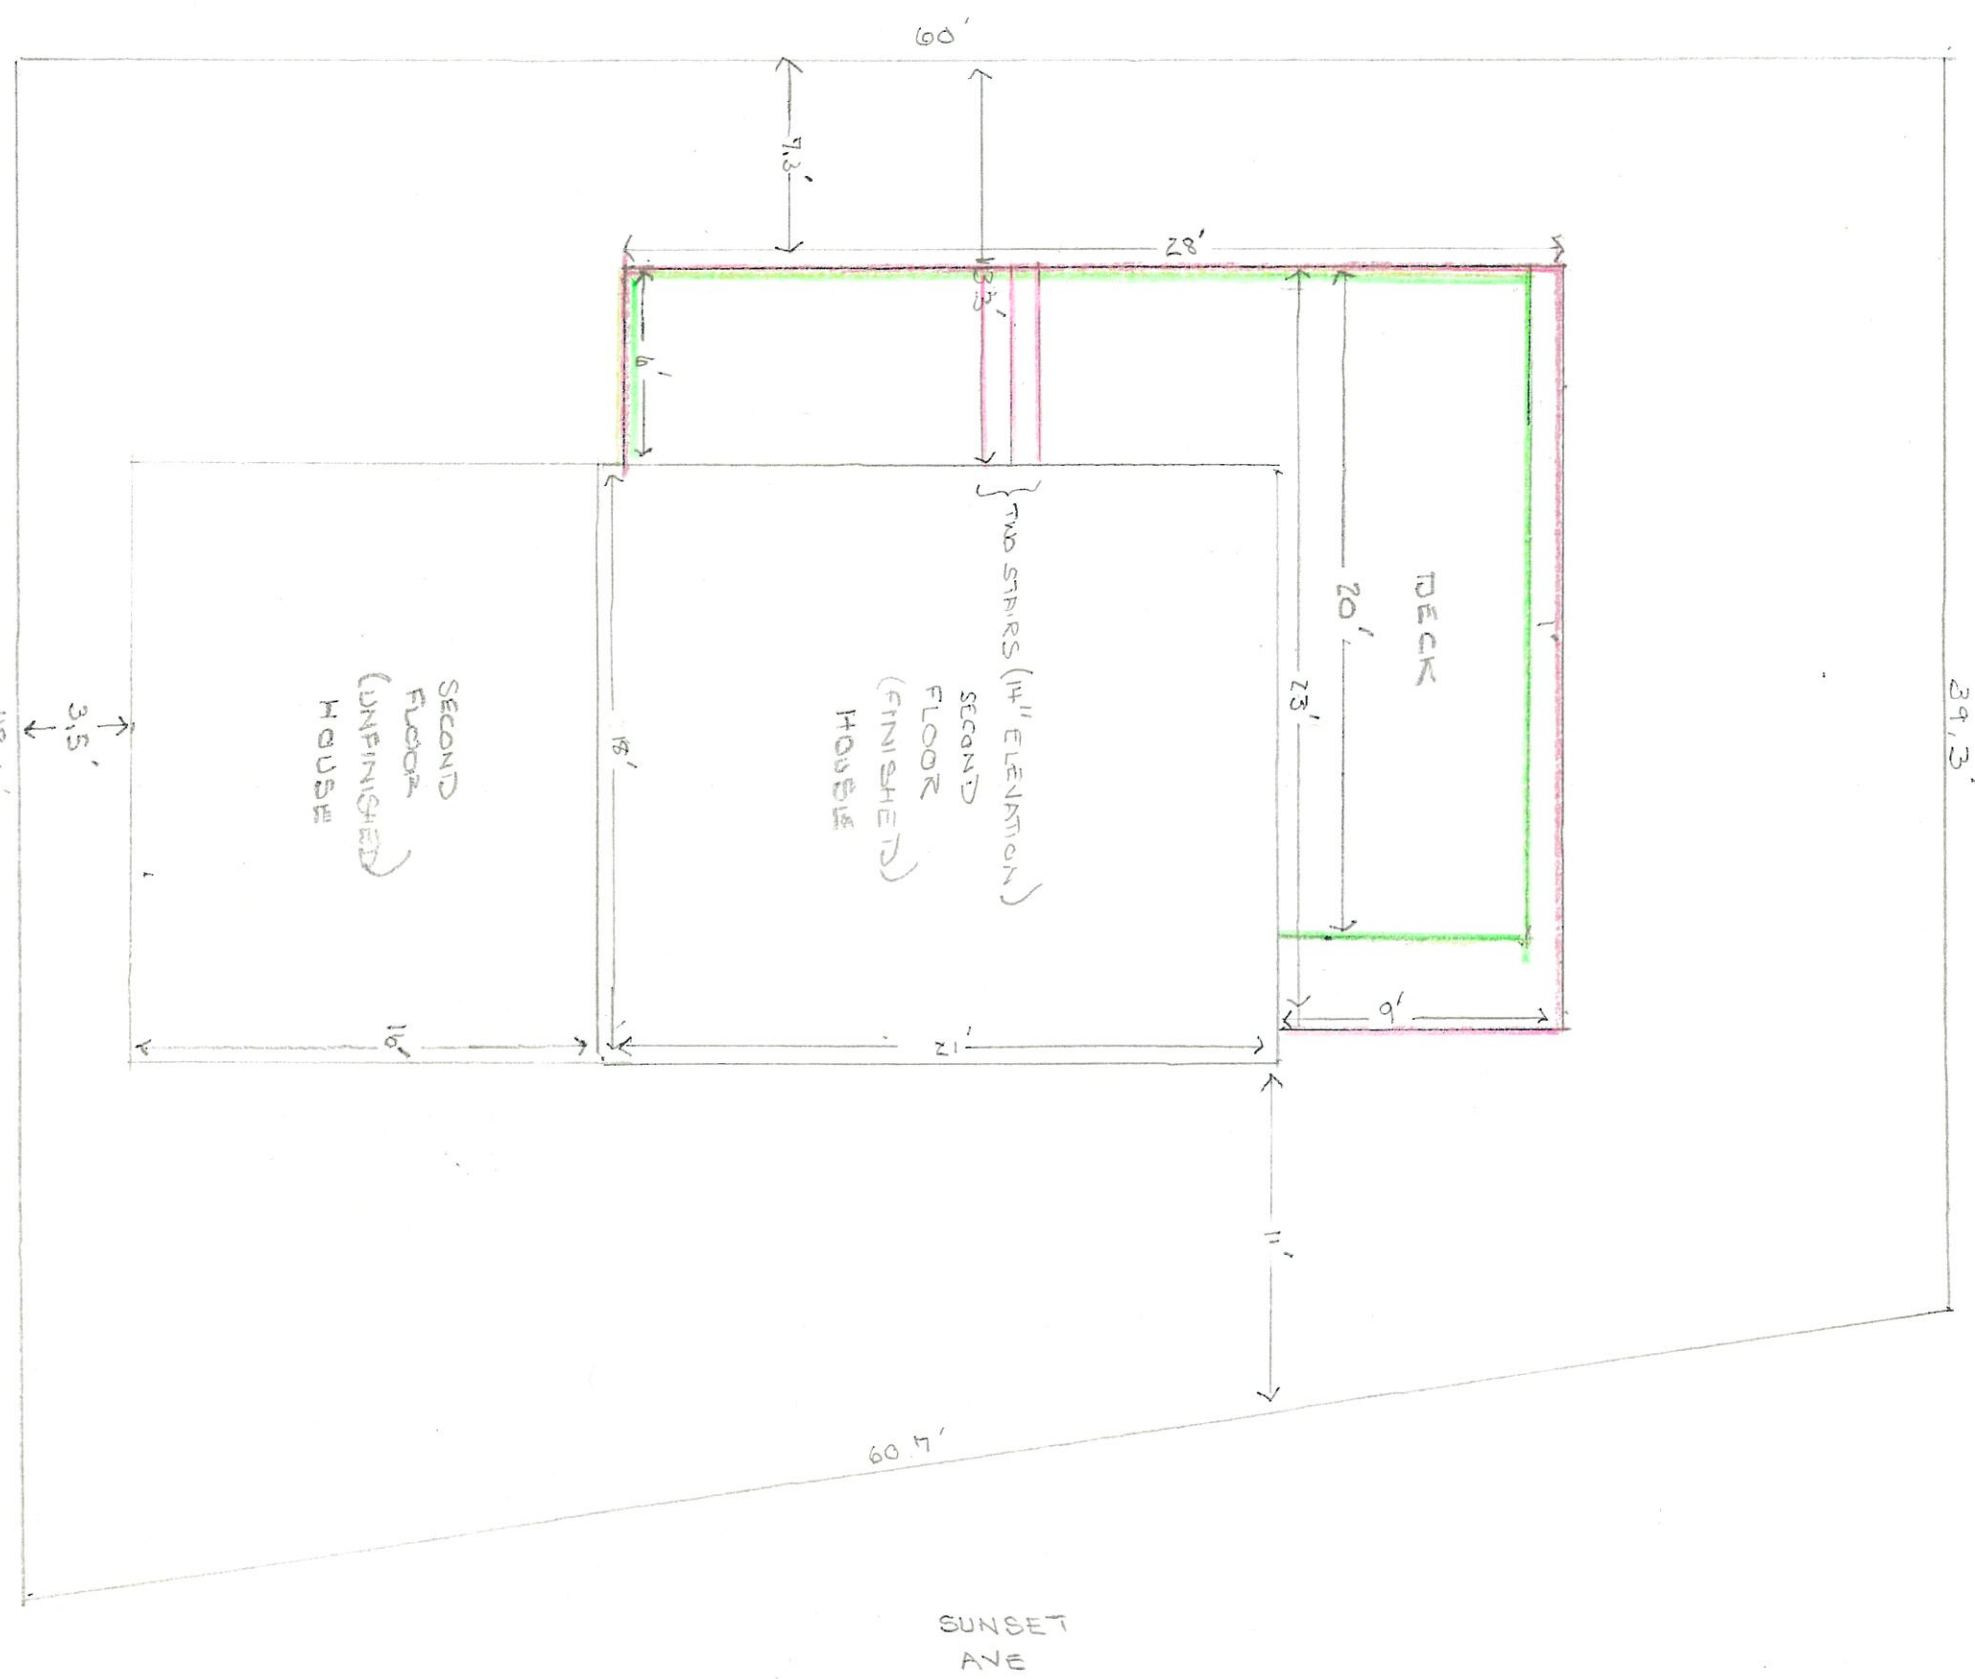 60'
7.3'
28'
13.3'
6'
} TWO STAIRS (14" ELEVATION)
DECK
20'
23'
1'
39.3'
9'
SECOND
FLOOR
(FINISHED)
HOUSE
18'
21'
SECOND
FLOOR
(UNFINISHED)
HOUSE
3.5'
16'
11'
60.7'
SUNSET
AVE